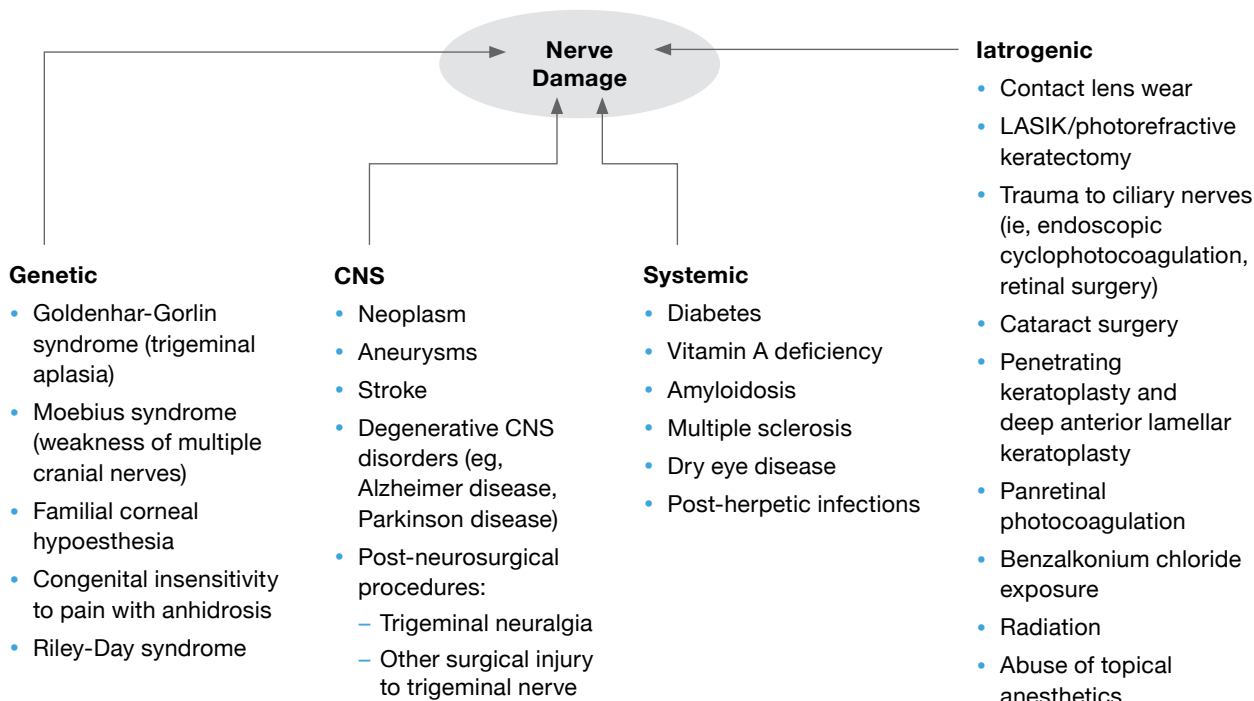 Nerve
Damage
Genetic
• Goldenhar-Gorlin
syndrome (trigeminal
aplasia)
• Moebius syndrome
(weakness of multiple
cranial nerves)
• Familial corneal
hypoesthesia
• Congenital insensitivity
to pain with anhidrosis
• Riley-Day syndrome
CNS
• Neoplasm
• Aneurysms
• Stroke
• Degenerative CNS
disorders (eg,
Alzheimer disease,
Parkinson disease)
• Post-neurosurgical
procedures:
– Trigeminal neuralgia
– Other surgical injury
to trigeminal nerve
Systemic
• Diabetes
• Vitamin A deficiency
• Amyloidosis
• Multiple sclerosis
• Dry eye disease
• Post-herpetic infections
Iatrogenic
• Contact lens wear
• LASIK/photorefractive
keratectomy
• Trauma to ciliary nerves
(ie, endoscopic
cyclophotocoagulation,
retinal surgery)
• Cataract surgery
• Penetrating
keratoplasty and
deep anterior lamellar
keratoplasty
• Panretinal
photocoagulation
• Benzalkonium chloride
exposure
• Radiation
• Abuse of topical
anesthetics